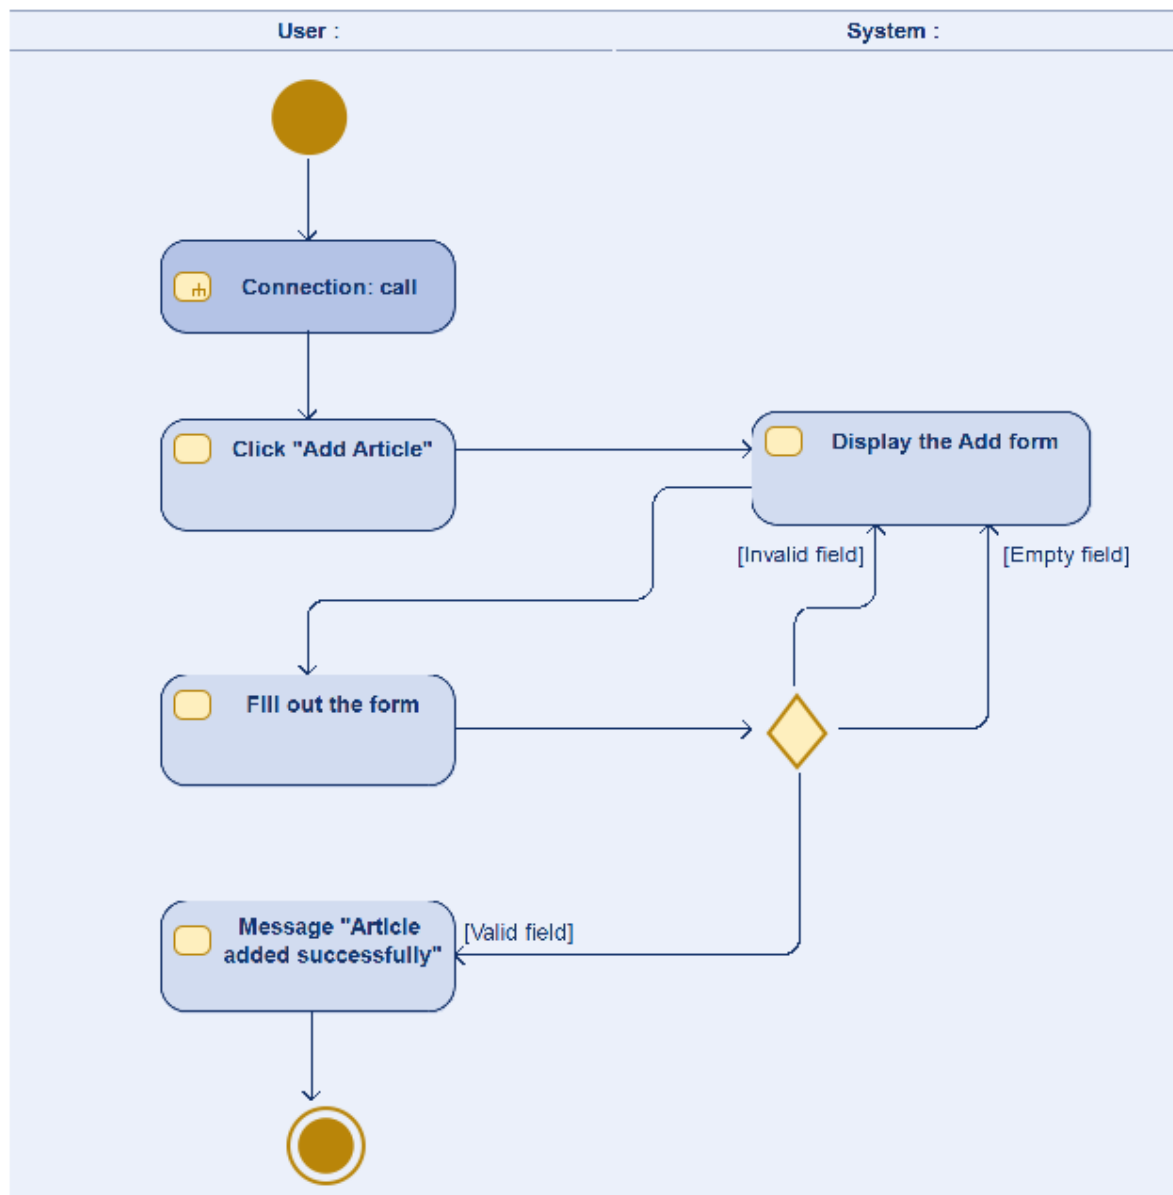 User :
System :
Connection: call
Click "Add Article"
Display the Add form
[Invalid field]
[Empty field]
FIll out the form
Message "Article
added successfully"
[Valid field]